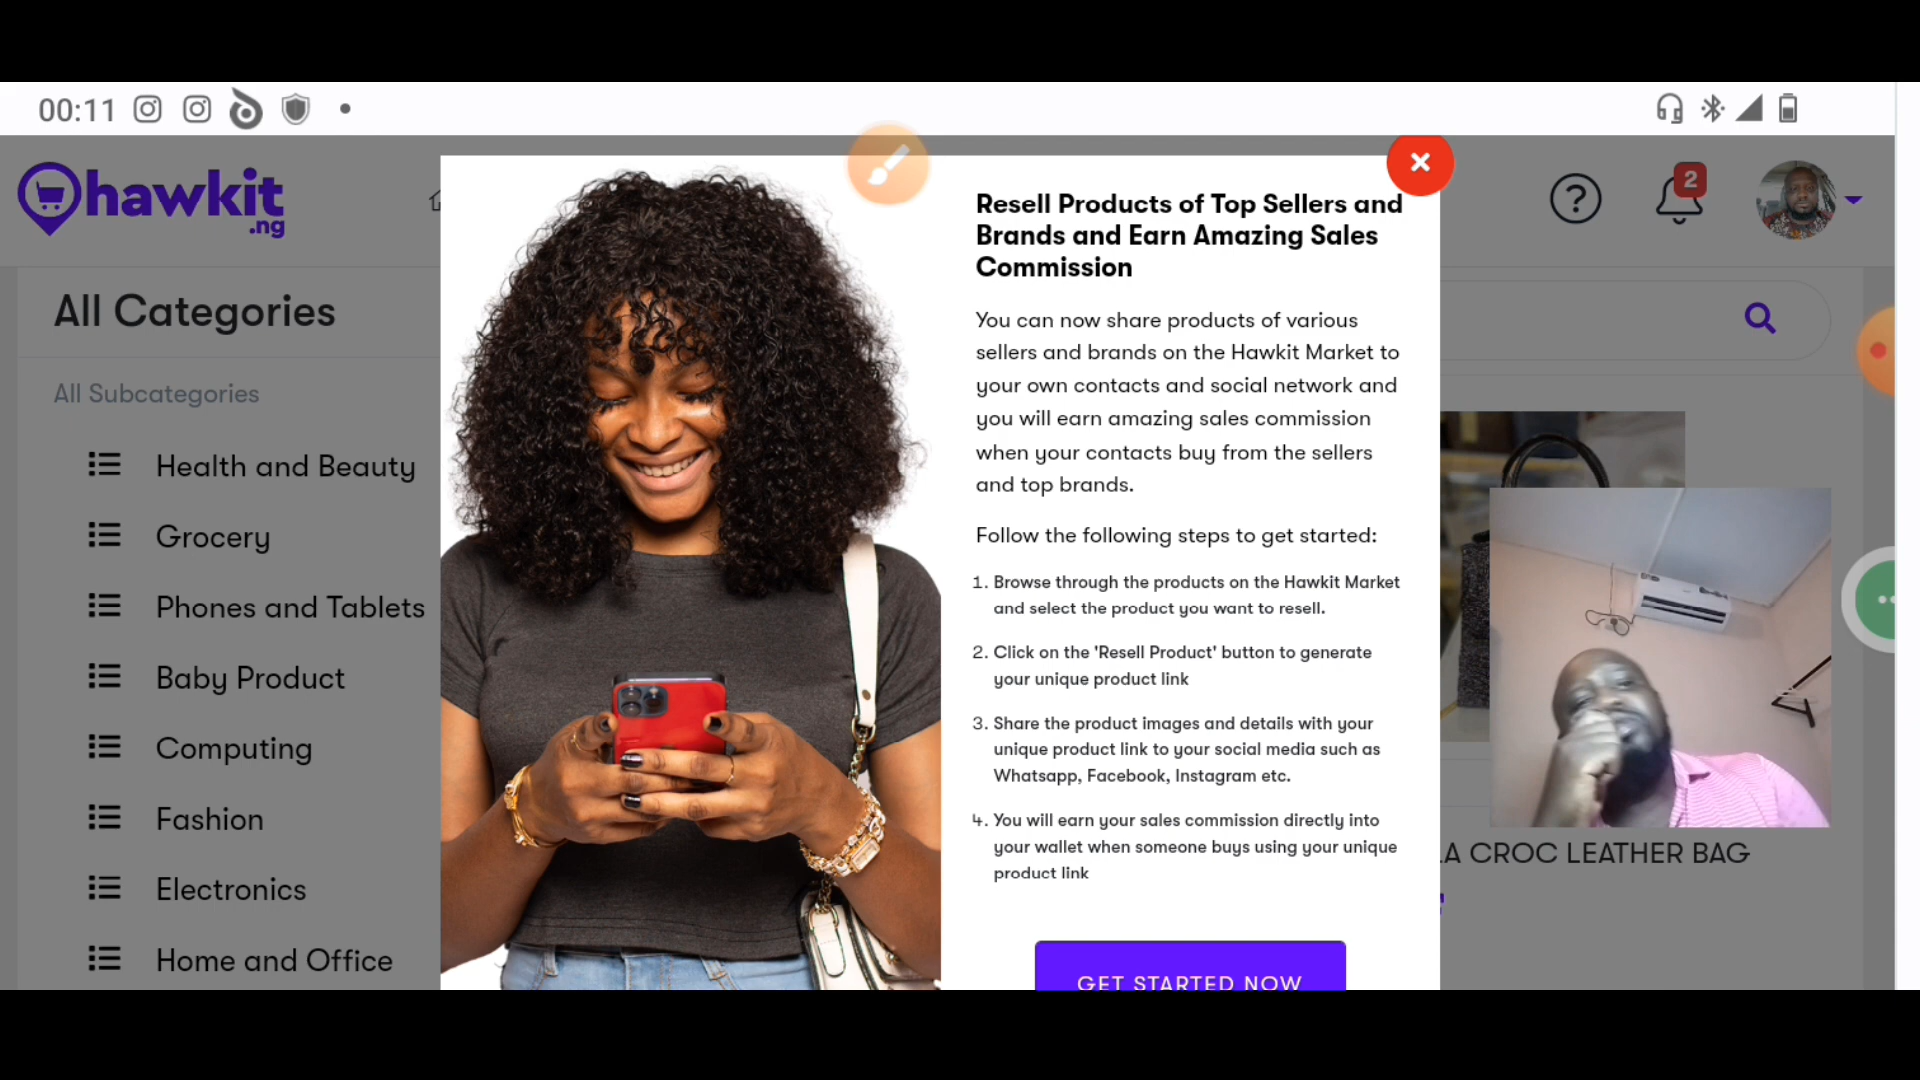 00:11
hawkit
.ng
2
All Categories
All Subcategories
Health and Beauty
Grocery
Phones and Tablets
Baby Product
Computing
Fashion
Electronics
Home and Office
Resell Products of Top Sellers and
Brands and Earn Amazing Sales
Commission
You can now share products of various
sellers and brands on the Hawkit Market to
your own contacts and social network and
you will earn amazing sales commission
when your contacts buy from the sellers
and top brands.
Follow the following steps to get started:
1. Browse through the products on the Hawkit Market
and select the product you want to resell.
2. Click on the 'Resell Product' button to generate
your unique product link
3. Share the product images and details with your
unique product link to your social media such as
Whatsapp, Facebook, Instagram etc.
4. You will earn your sales commission directly into
your wallet when someone buys using your unique
product link
GET STARTED NOW
CROC LEATHER BAG